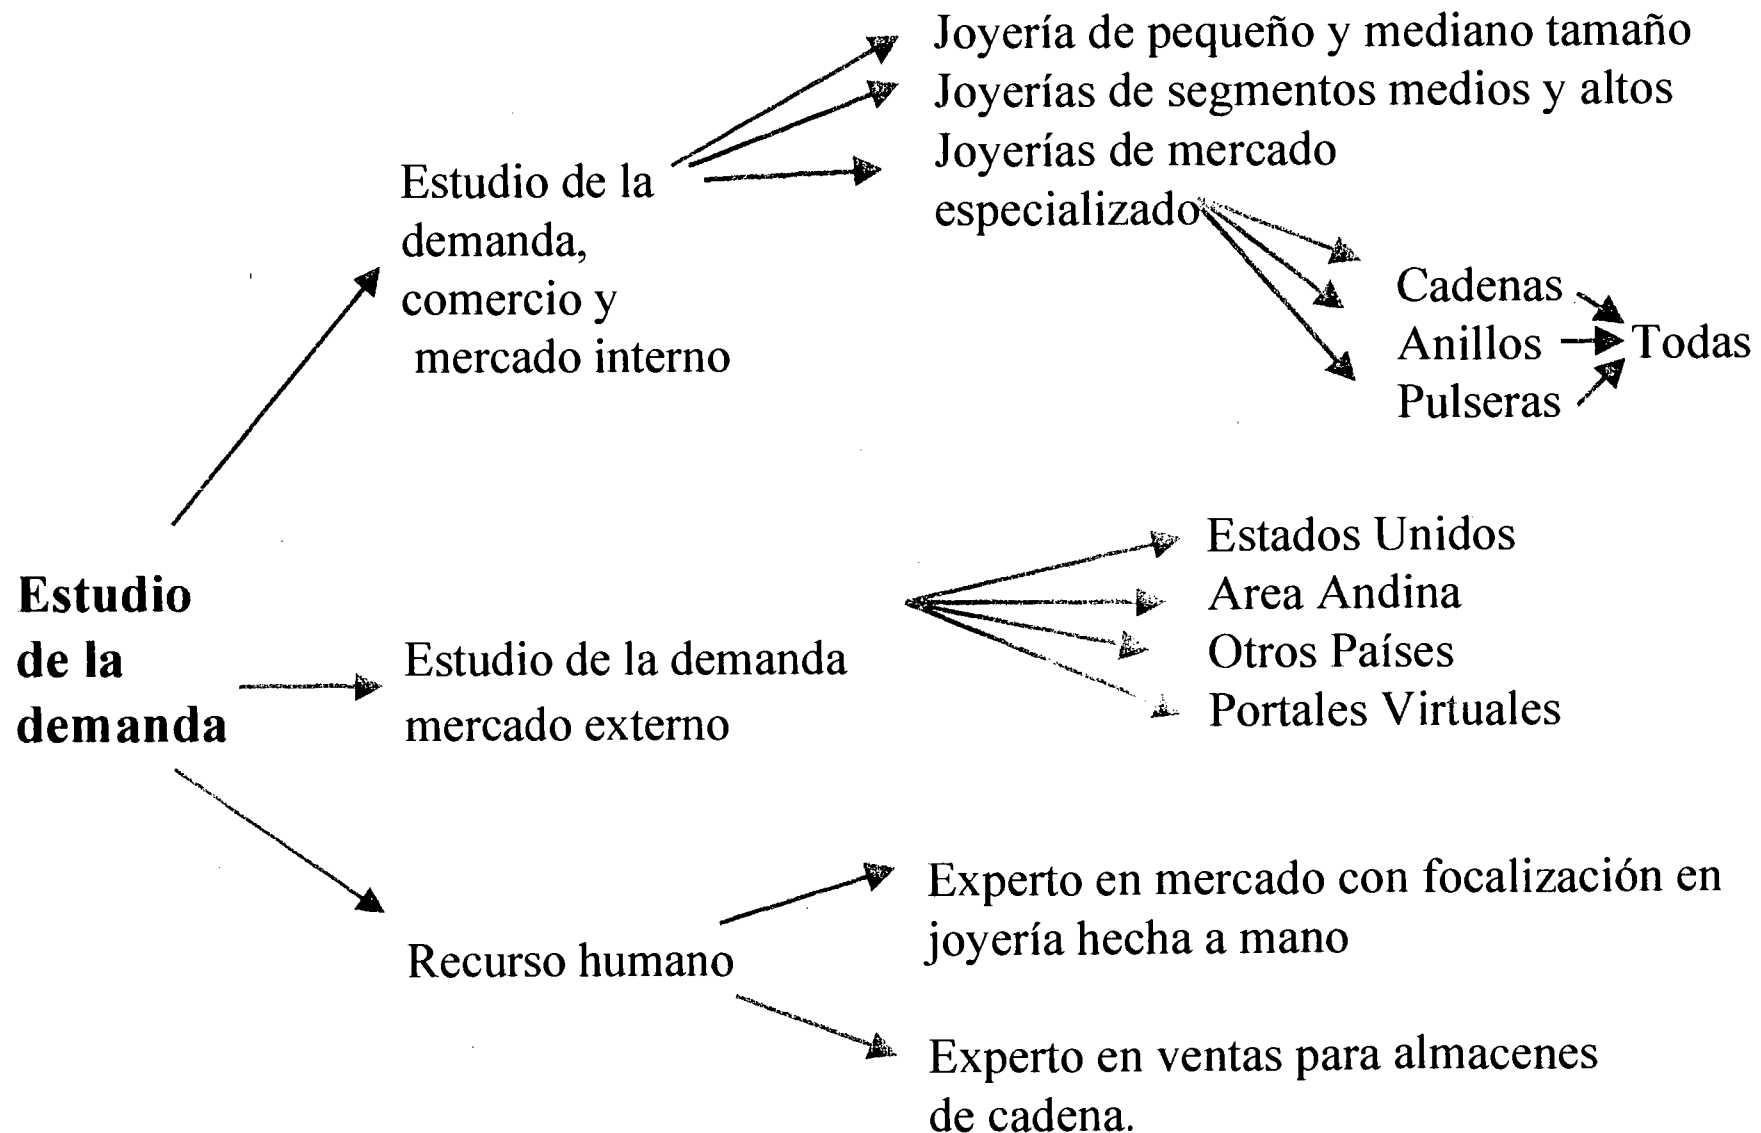 Joyería de pequeño y mediano tamaño
Joyerías de segmentos medios y altos
Joyerías de mercado
especializado
Estudio de la
demanda,
comercio y
mercado interno
Cadenas
Anillos
Pulseras
Todas
Estudio
de la
demanda
Estudio de la demanda
mercado externo
Estados Unidos
Area Andina
Otros Países
Portales Virtuales
Recurso humano
Experto en mercado con focalización en
joyería hecha a mano
Experto en ventas para almacenes
de cadena.